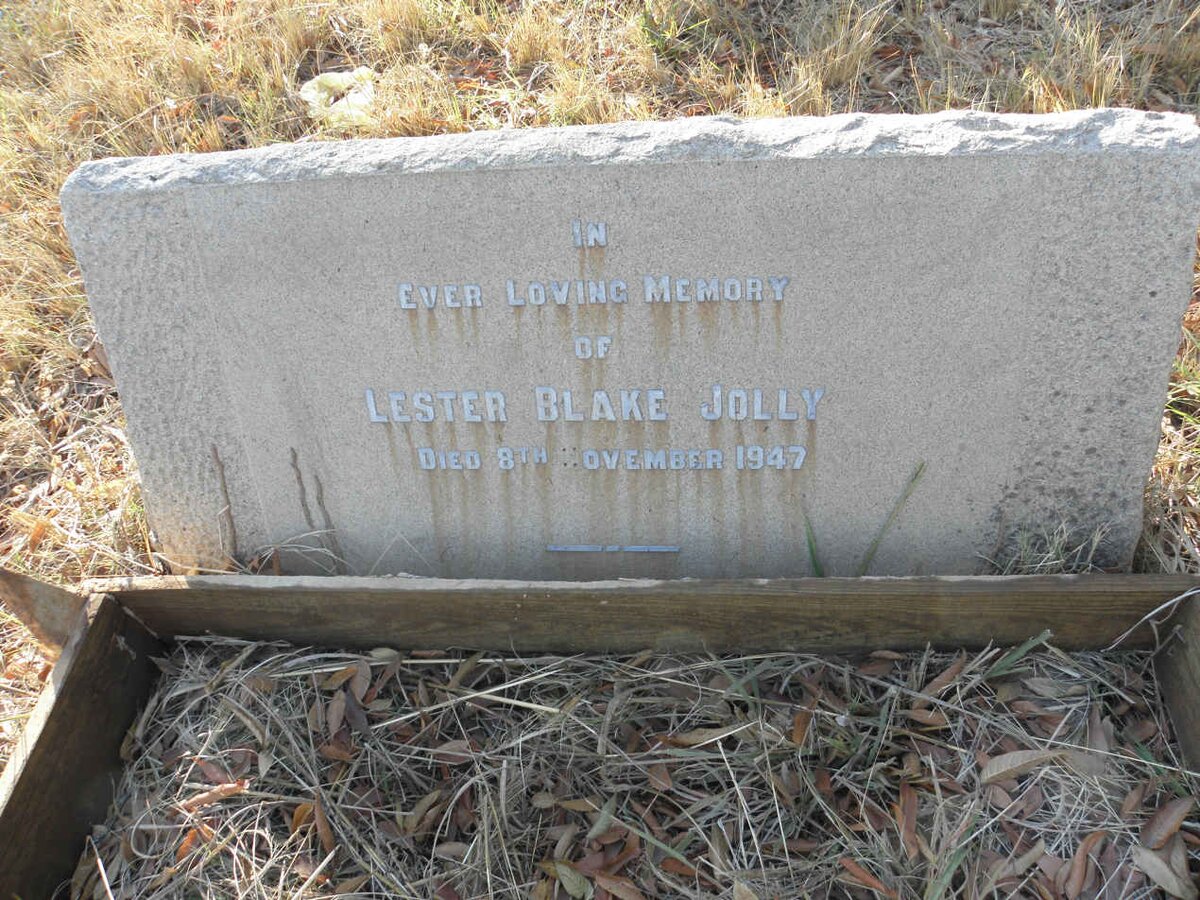 IN
EVER LOVING MEMORY
OF
LESTER BLAKE JOLLY
DIED 8TH OVEMBER 1947